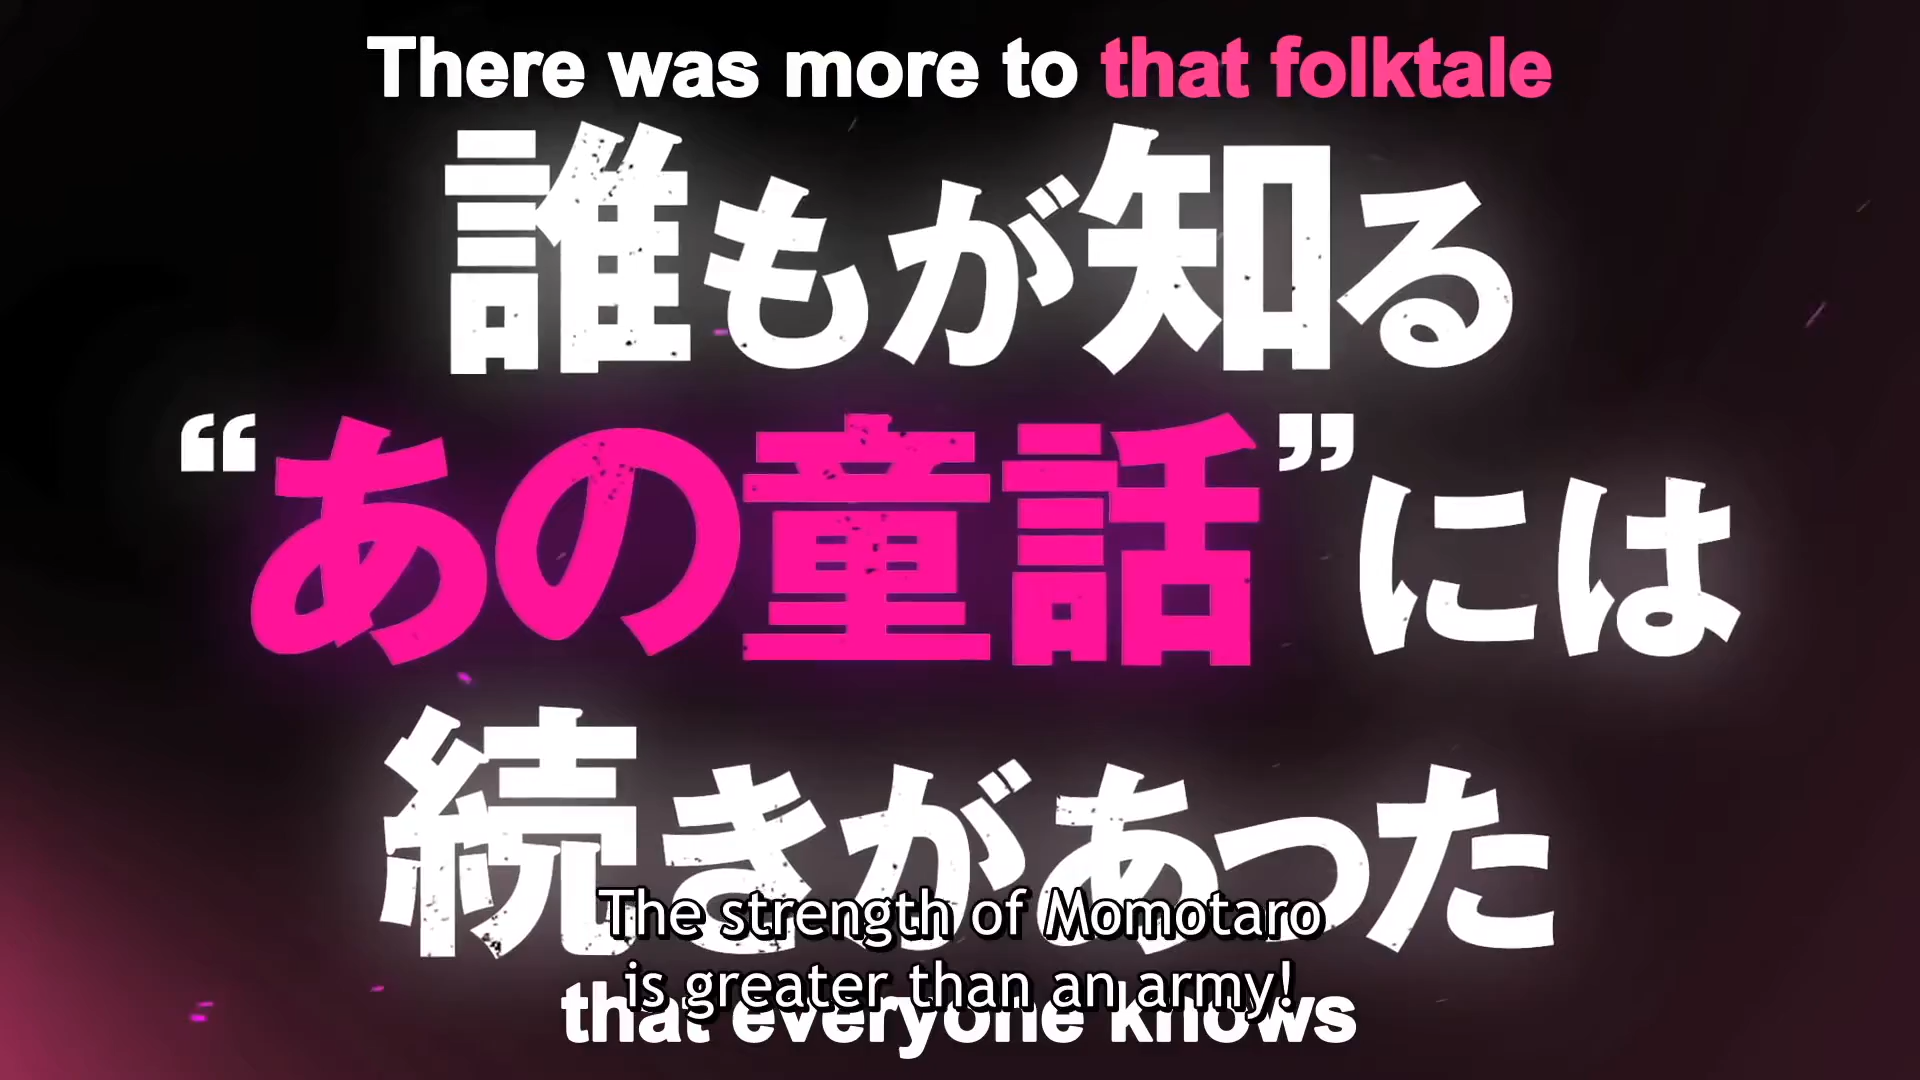 There was more to that folktale
誰もが知る
“あの童話”には
続きがあった
The strength of Momotaro
is greater than an army!
that everyone knows